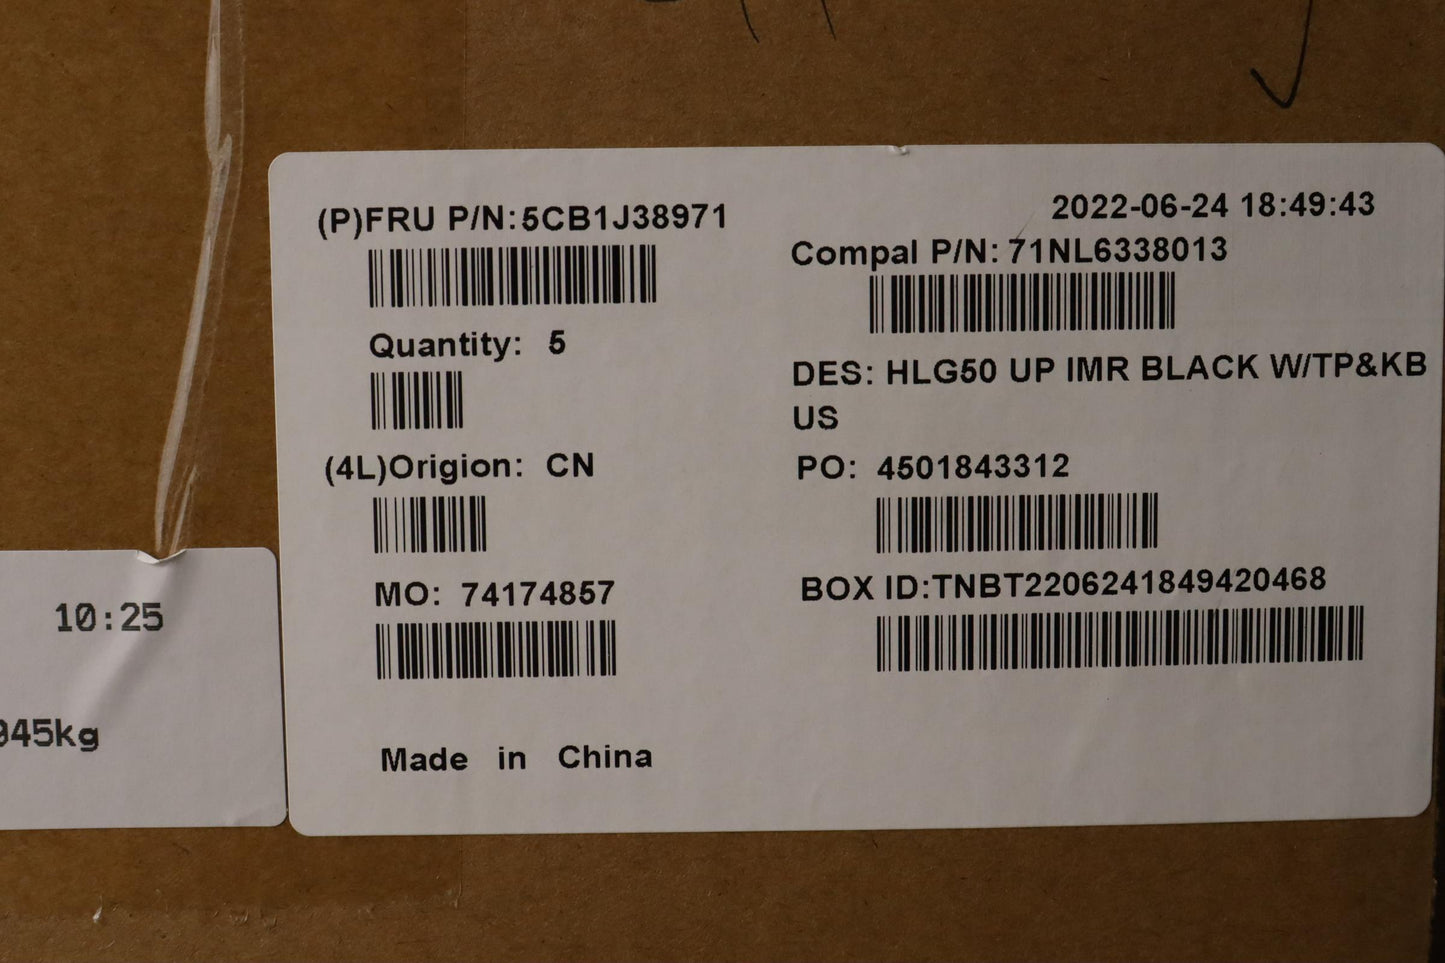 (P)FRU P/N:5CB1J38971
2022-06-24 18:49:43
Compal P/N: 71NL6338013
Quantity: 5
DES: HLG50 UP IMR BLACK W/TP&KB
US
(4L)Origion: CN
PO: 4501843312
MO: 74174857
BOX ID:TNBT2206241849420468
Made in China
10:25
45kg